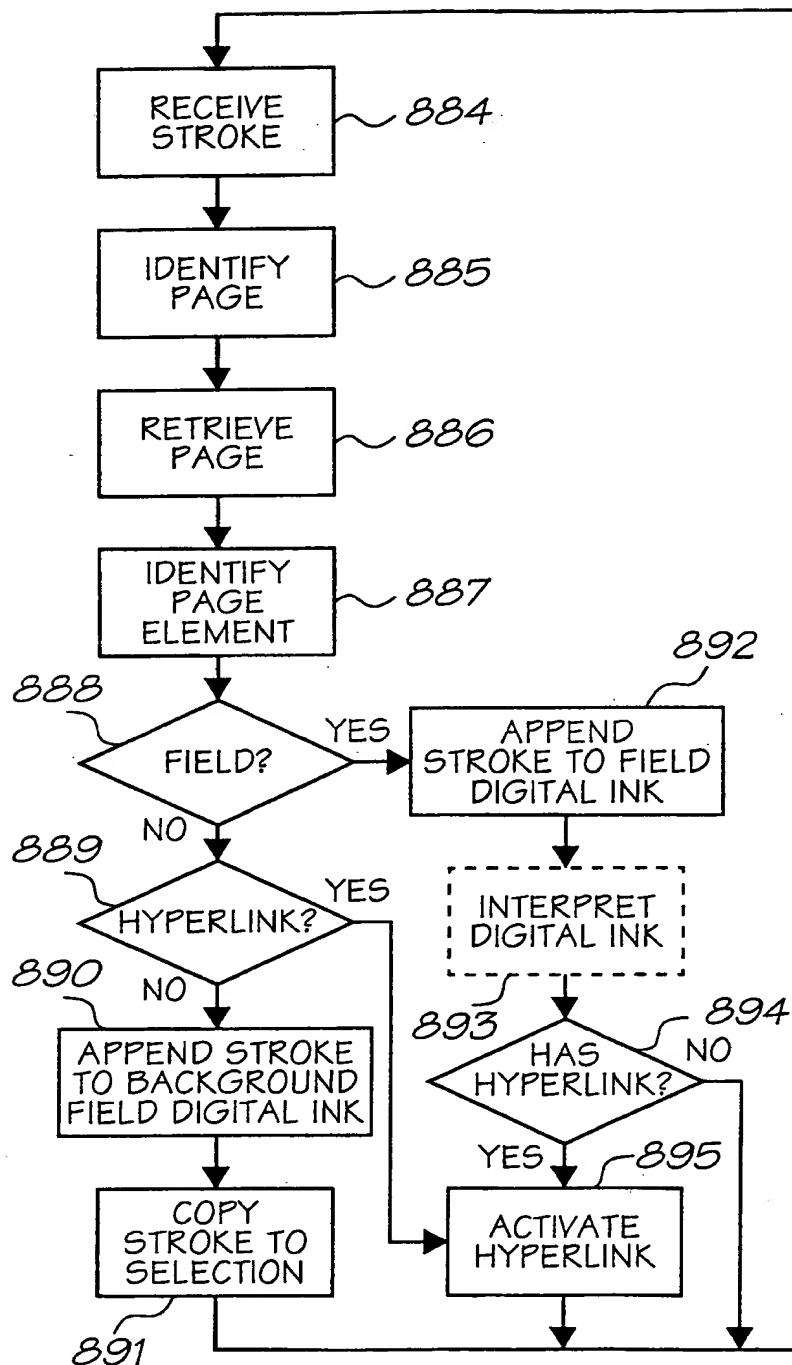 RECEIVE
STROKE
884
IDENTIFY
PAGE
885
RETRIEVE
PAGE
886
IDENTIFY
PAGE
ELEMENT
887
888
FIELD?
YES
NO
892
APPEND
STROKE TO FIELD
DIGITAL INK
889
HYPERLINK?
YES
NO
INTERPRET
DIGITAL INK
893
890
APPEND STROKE
TO BACKGROUND
FIELD DIGITAL INK
894
HAS
HYPERLINK?
NO
YES
895
COPY
STROKE TO
SELECTION
891
ACTIVATE
HYPERLINK